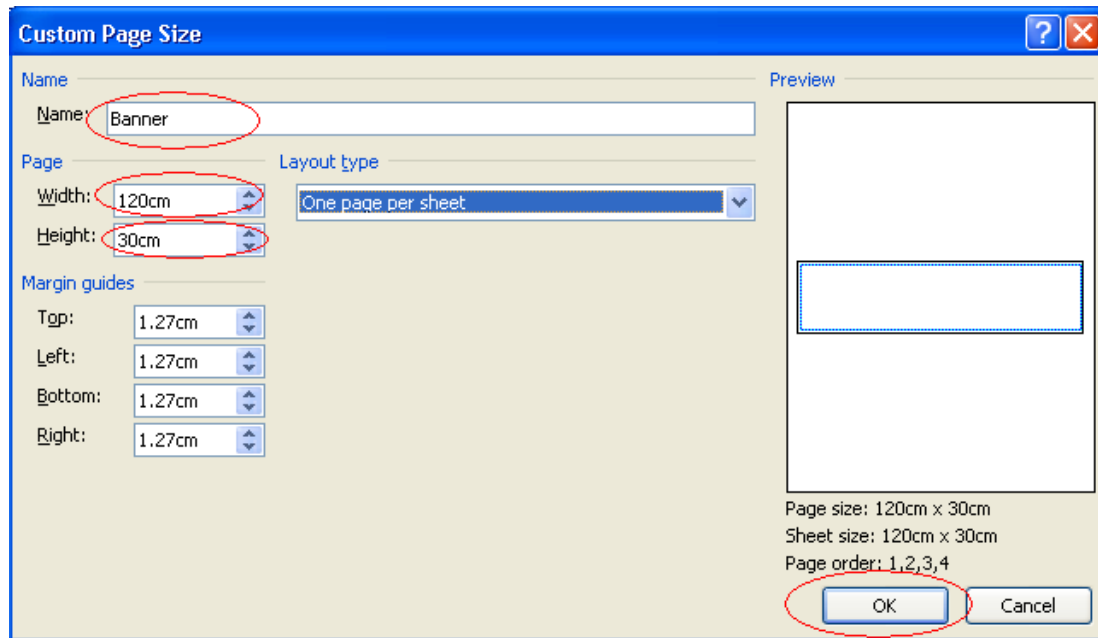 Custom Page Size
Name
Name: Banner
Page
Width: 120cm
Height: 30cm
Layout type
One page per sheet
Margin guides
Top: 1.27cm
Left: 1.27cm
Bottom: 1.27cm
Right: 1.27cm
Preview
Page size: 120cm x 30cm
Sheet size: 120cm x 30cm
Page order: 1,2,3,4
OK
Cancel